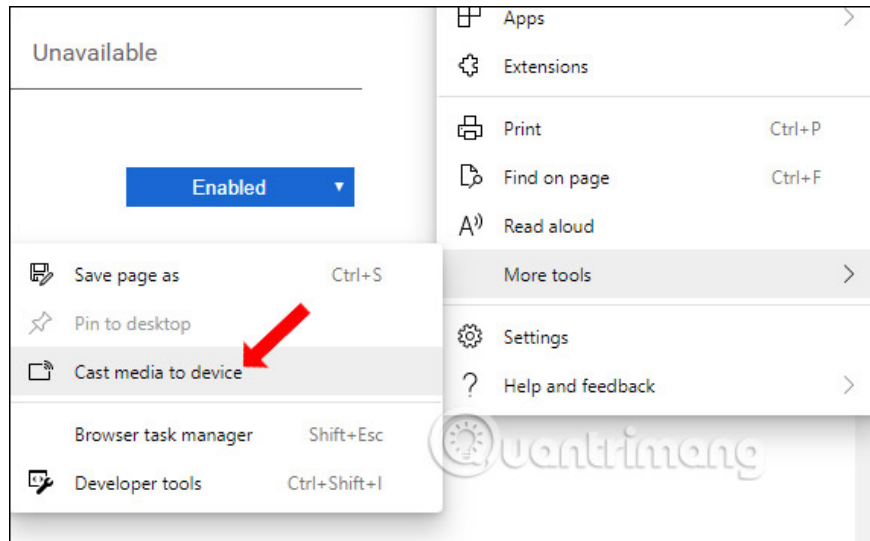 Unavailable
Enabled
Apps
Extensions
Print Ctrl+P
Find on page Ctrl+F
Read aloud
More tools
Settings
Help and feedback
Save page as Ctrl+S
Pin to desktop
Cast media to device
Browser task manager Shift+Esc
Developer tools Ctrl+Shift+I
Quantrimang